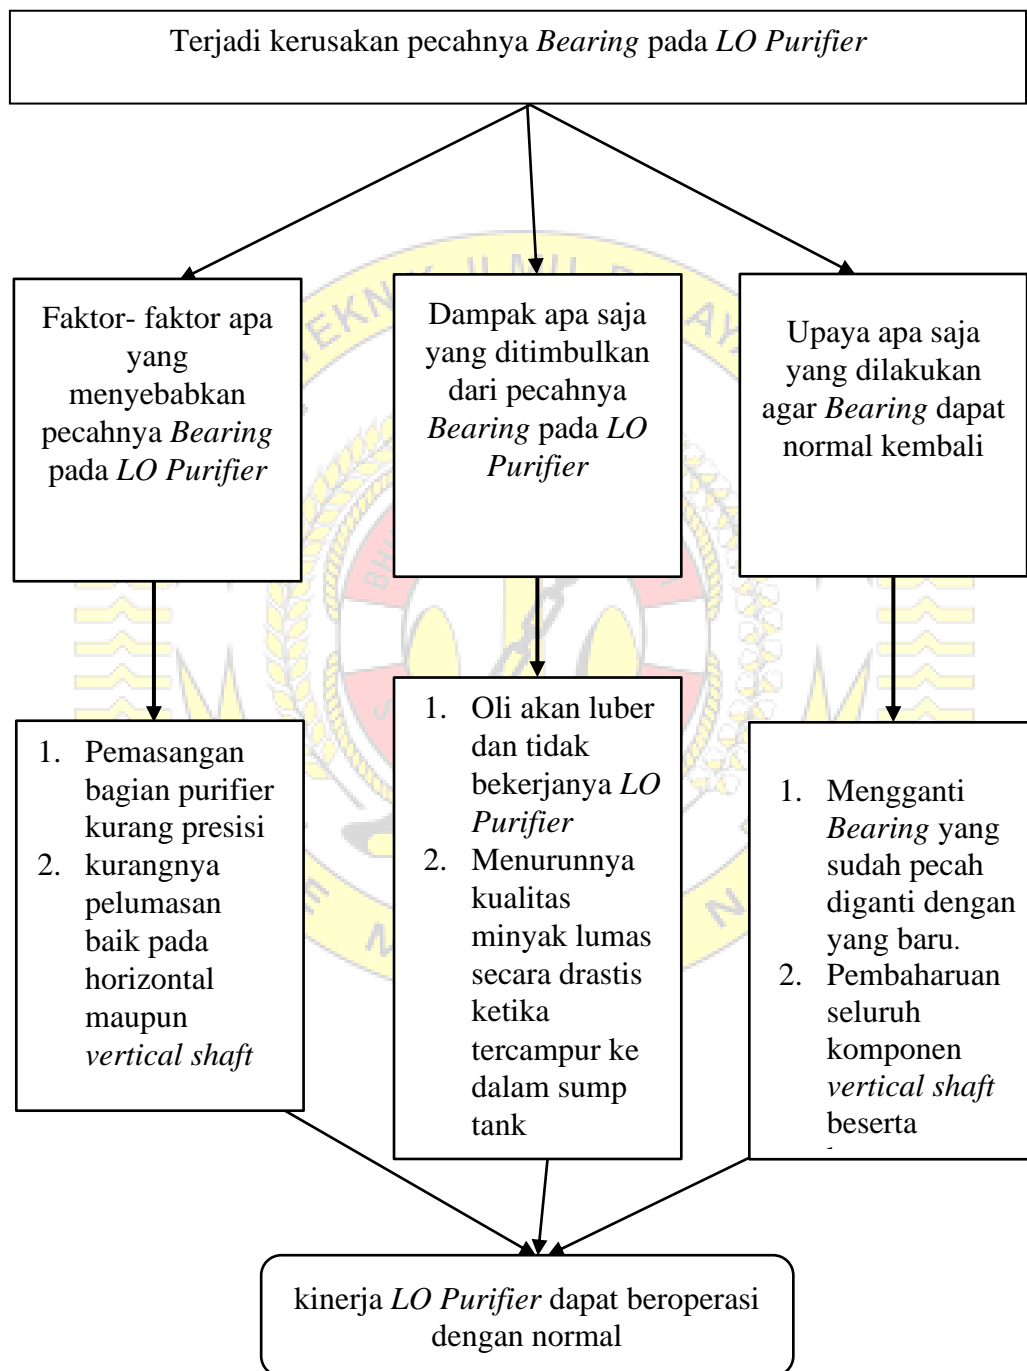 Terjadi kerusakan pecahnya Bearing pada LO Purifier
Faktor- faktor apa
yang
menyebabkan
pecahnya Bearing
pada LO Purifier
Dampak apa saja
yang ditimbulkan
dari pecahnya
Bearing pada LO
Purifier
Upaya apa saja
yang dilakukan
agar Bearing dapat
normal kembali
1. Pemasangan
bagian purifier
kurang presisi
2. kurangnya
pelumasan
baik pada
horizontal
maupun
vertical shaft
1. Oli akan luber
dan tidak
bekerjanya LO
Purifier
2. Menurunnya
kualitas
minyak lumas
secara drastis
ketika
tercampur ke
dalam sump
tank
1. Mengganti
Bearing yang
sudah pecah
diganti dengan
yang baru.
2. Pembaharuan
seluruh
komponen
vertical shaft
beserta
kinerja LO Purifier dapat beroperasi
dengan normal